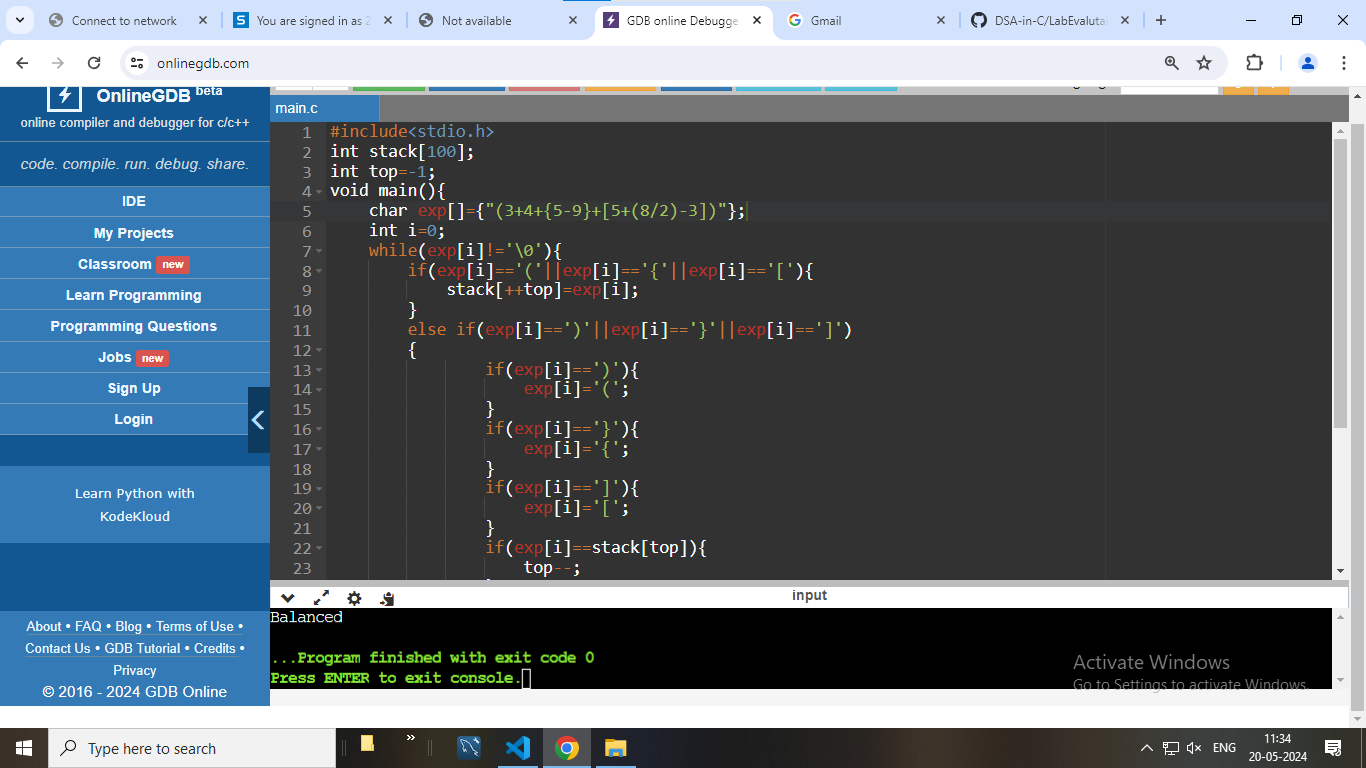 Connect to network
You are signed in as 2
Not available
GDB online Debugge
Gmail
DSA-in-C/LabEvalutai
onlinegdb.com
OnlineGDB beta
online compiler and debugger for c/c++
code. compile. run. debug. share.
IDE
My Projects
Classroom new
Learn Programming
Programming Questions
Jobs new
Sign Up
Login
Learn Python with
KodeKloud
About • FAQ • Blog • Terms of Use •
Contact Us • GDB Tutorial • Credits •
Privacy
© 2016 - 2024 GDB Online
main.c
1 #include<stdio.h>
2 int stack[100];
3 int top=-1;
4 void main(){
5 char exp[]={"(3+4+{5-9}+[5+(8/2)-3])"};
6 int i=0;
7 while(exp[i]!='\0'){
8 if(exp[i]=='('||exp[i]=='{'||exp[i]=='['){
9 stack[++top]=exp[i];
10 }
11 else if(exp[i]==')'||exp[i]=='}'||exp[i]==']')
12 {
13 if(exp[i]==')'){
14 exp[i]='(';
15 }
16 if(exp[i]=='}'){
17 exp[i]='{';
18 }
19 if(exp[i]==']'){
20 exp[i]='[';
21 }
22 if(exp[i]==stack[top]){
23 top--;
input
Balanced
...Program finished with exit code 0
Press ENTER to exit console.
Activate Windows
Go to Settings to activate Windows.
Type here to search
ENG
11:34
20-05-2024